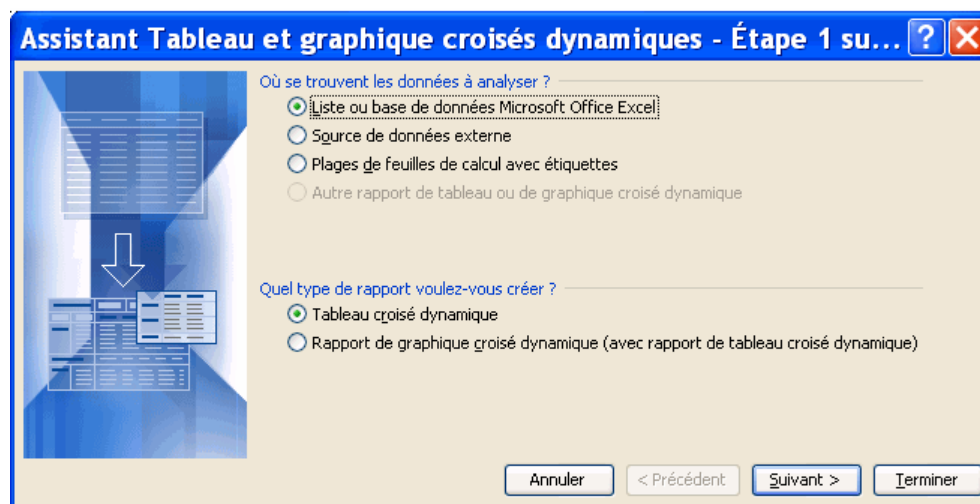 Assistant Tableau et graphique croisés dynamiques - Étape 1 su...
Où se trouvent les données à analyser ?
Liste ou base de données Microsoft Office Excel
Source de données externe
Plages de feuilles de calcul avec étiquettes
Autre rapport de tableau ou de graphique croisé dynamique
Quel type de rapport voulez-vous créer ?
Tableau croisé dynamique
Rapport de graphique croisé dynamique (avec rapport de tableau croisé dynamique)
Annuler < Précédent Suivant > Terminer